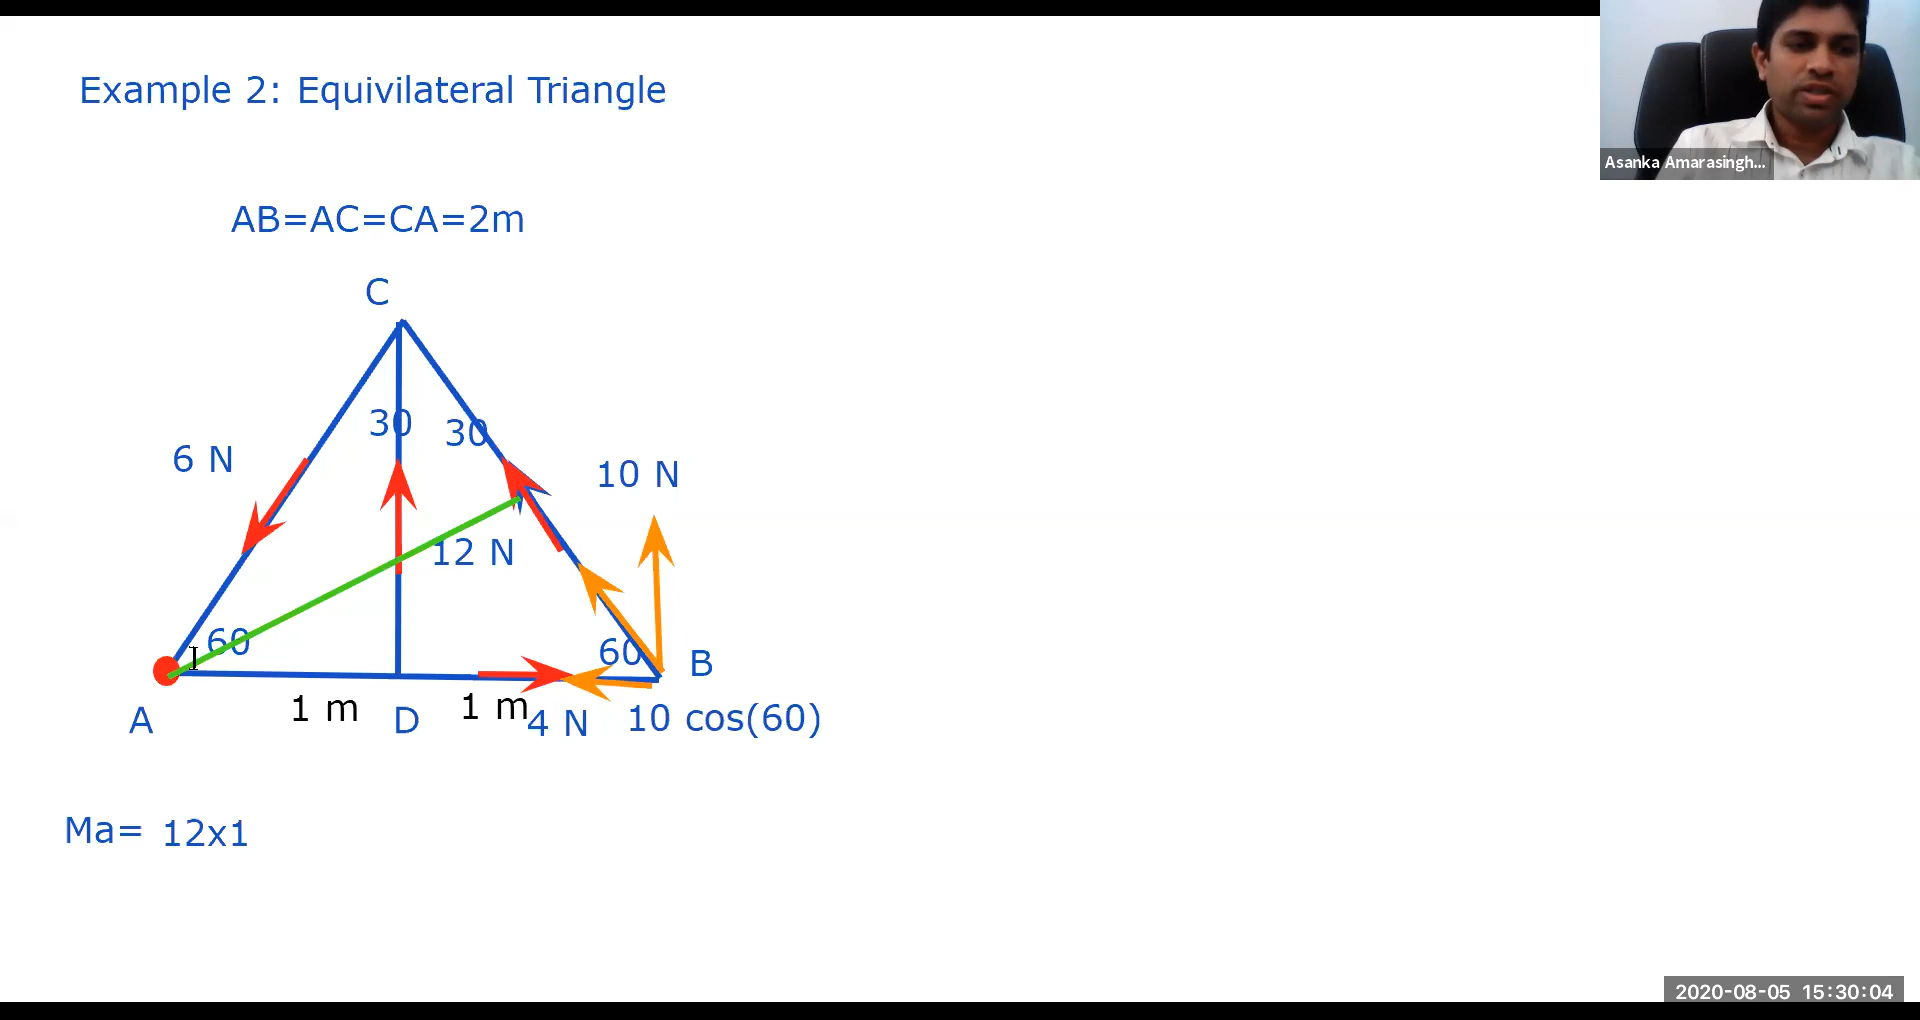 Example 2: Equivilateral Triangle
Asanka Amarasingh...
AB=AC=CA=2m
C
30
30
6 N
10 N
12 N
60
60
B
A
1 m
D
1 m
4 N
10 cos(60)
Ma= 12x1
2020-08-05 15:30:04